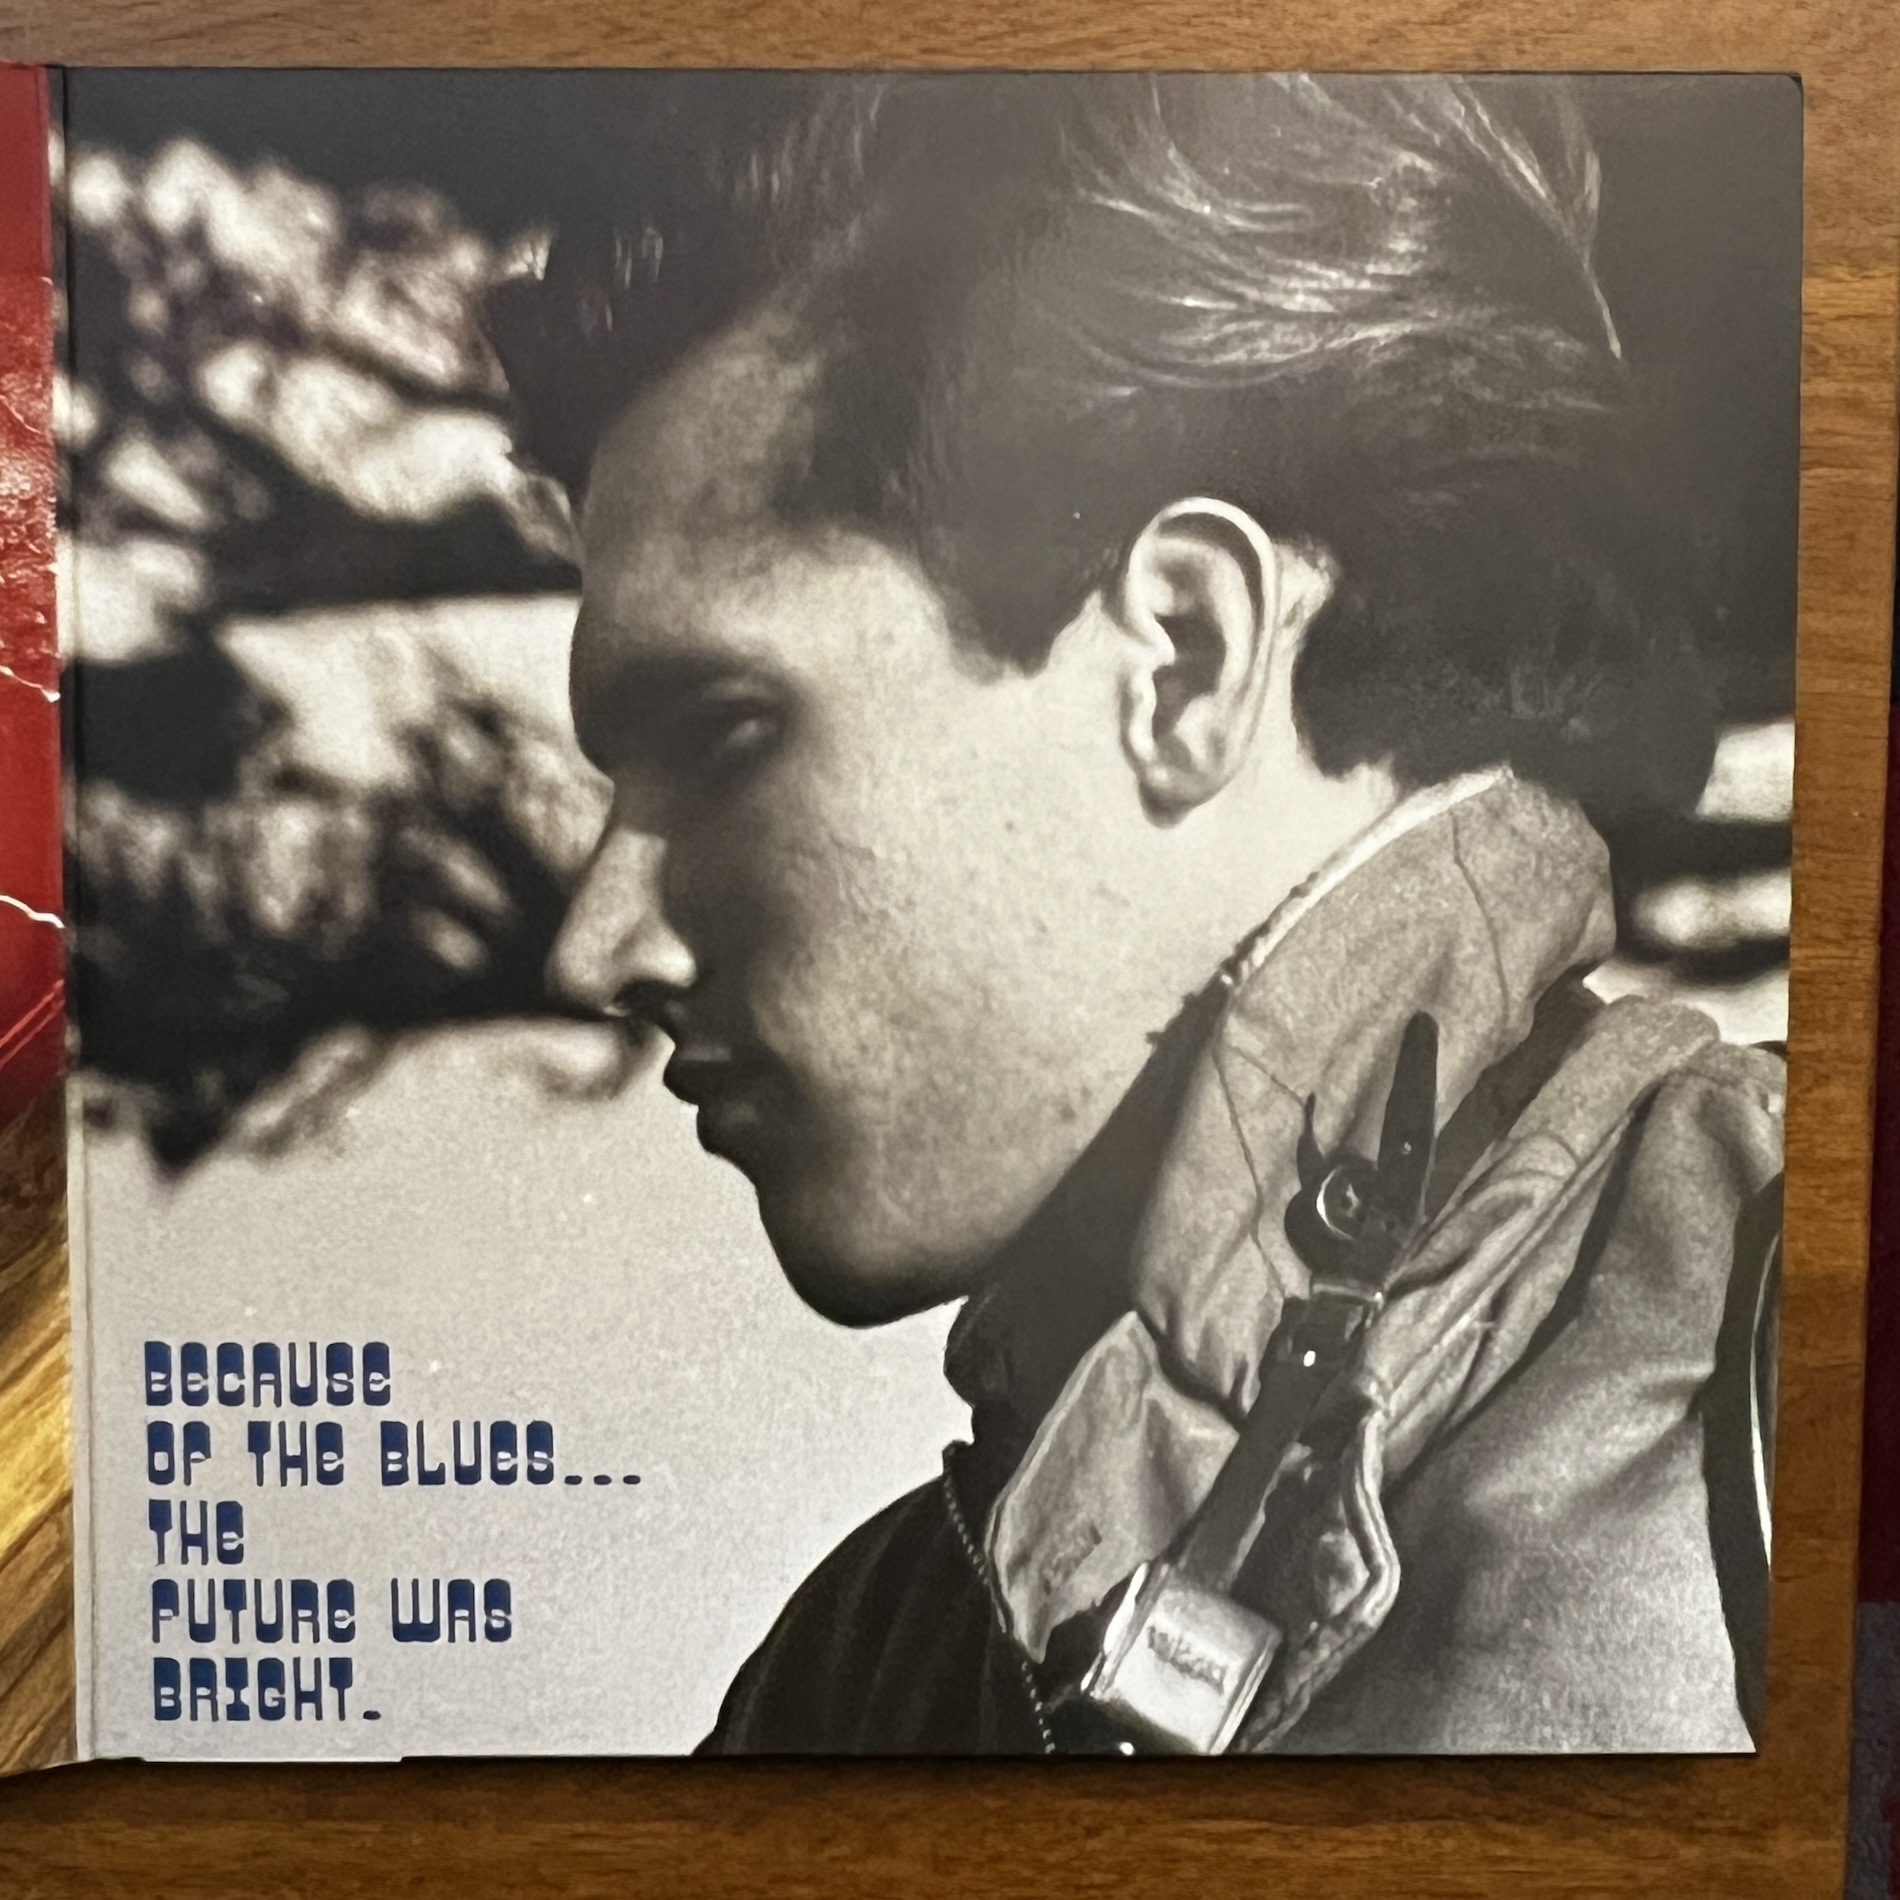 BECAUSE
OF THE BLUES...
THE
FUTURE WAS
BRIGHT.